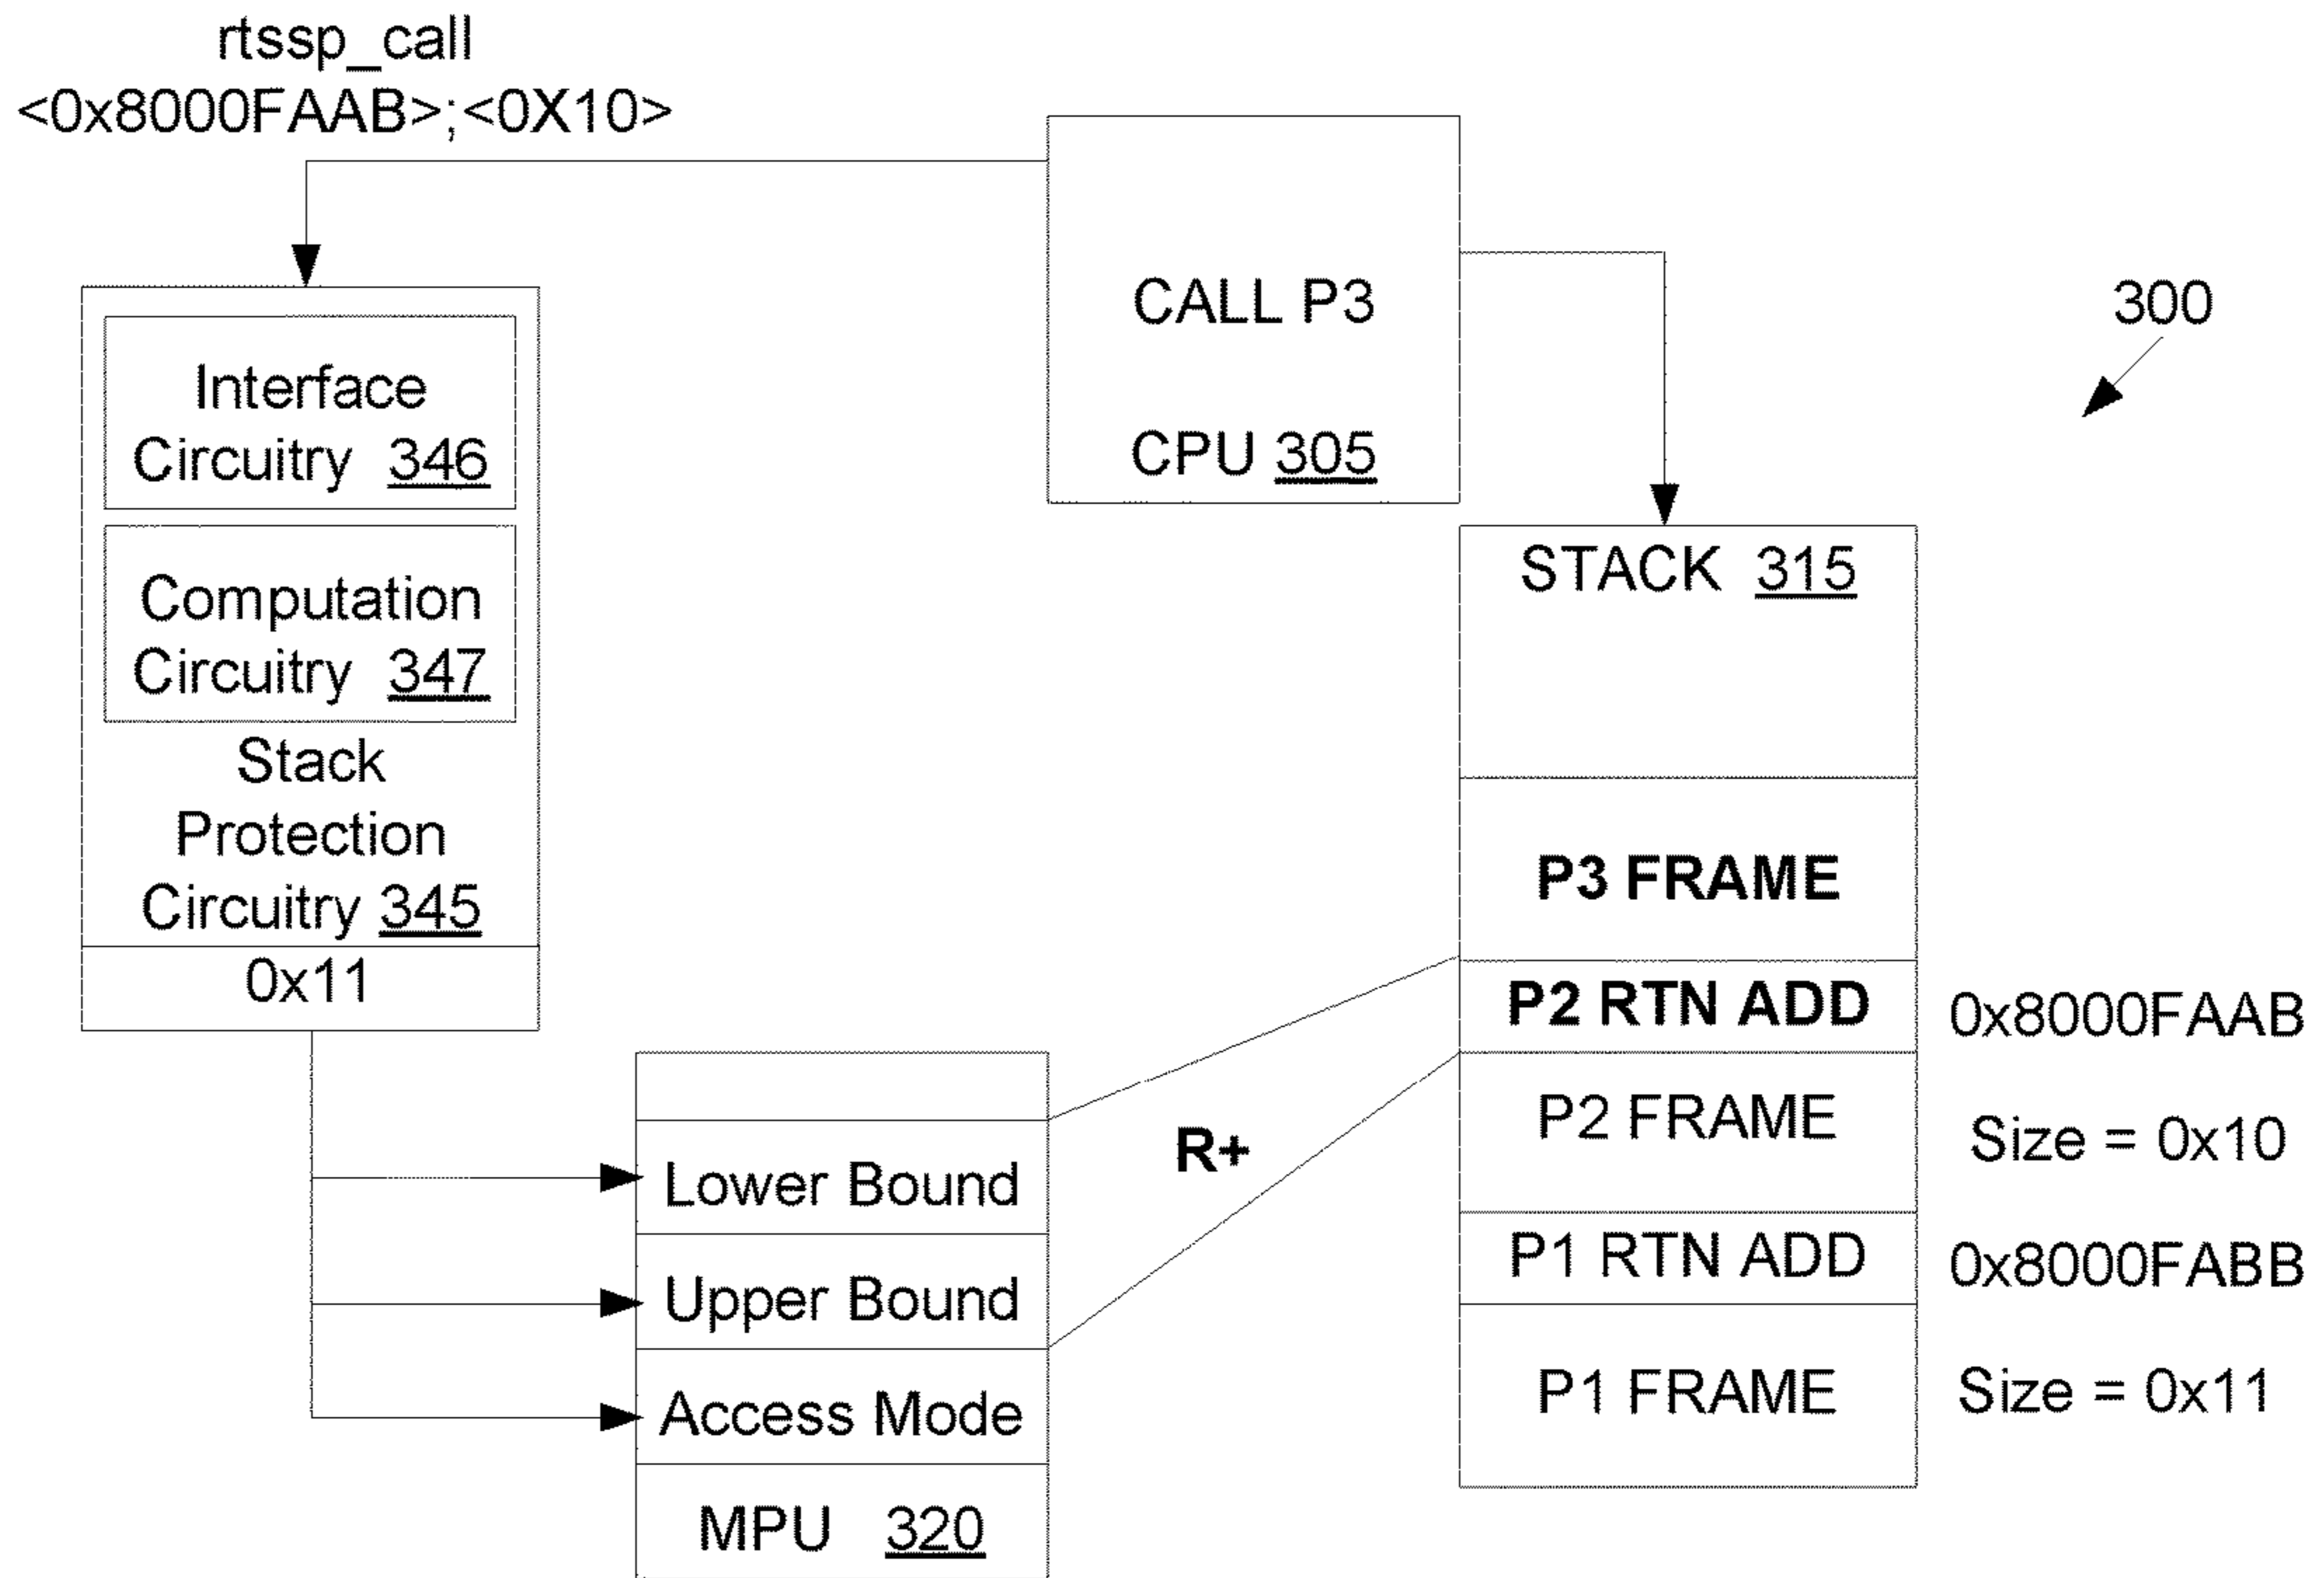 rtssp_call
<0x8000FAAB>;<0X10>
CALL P3
CPU 305
300
Interface
Circuitry 346
Computation
Circuitry 347
Stack
Protection
Circuitry 345
0x11
STACK 315
P3 FRAME
P2 RTN ADD 0x8000FAAB
P2 FRAME Size = 0x10
P1 RTN ADD 0x8000FABB
P1 FRAME Size = 0x11
R+
Lower Bound
Upper Bound
Access Mode
MPU 320